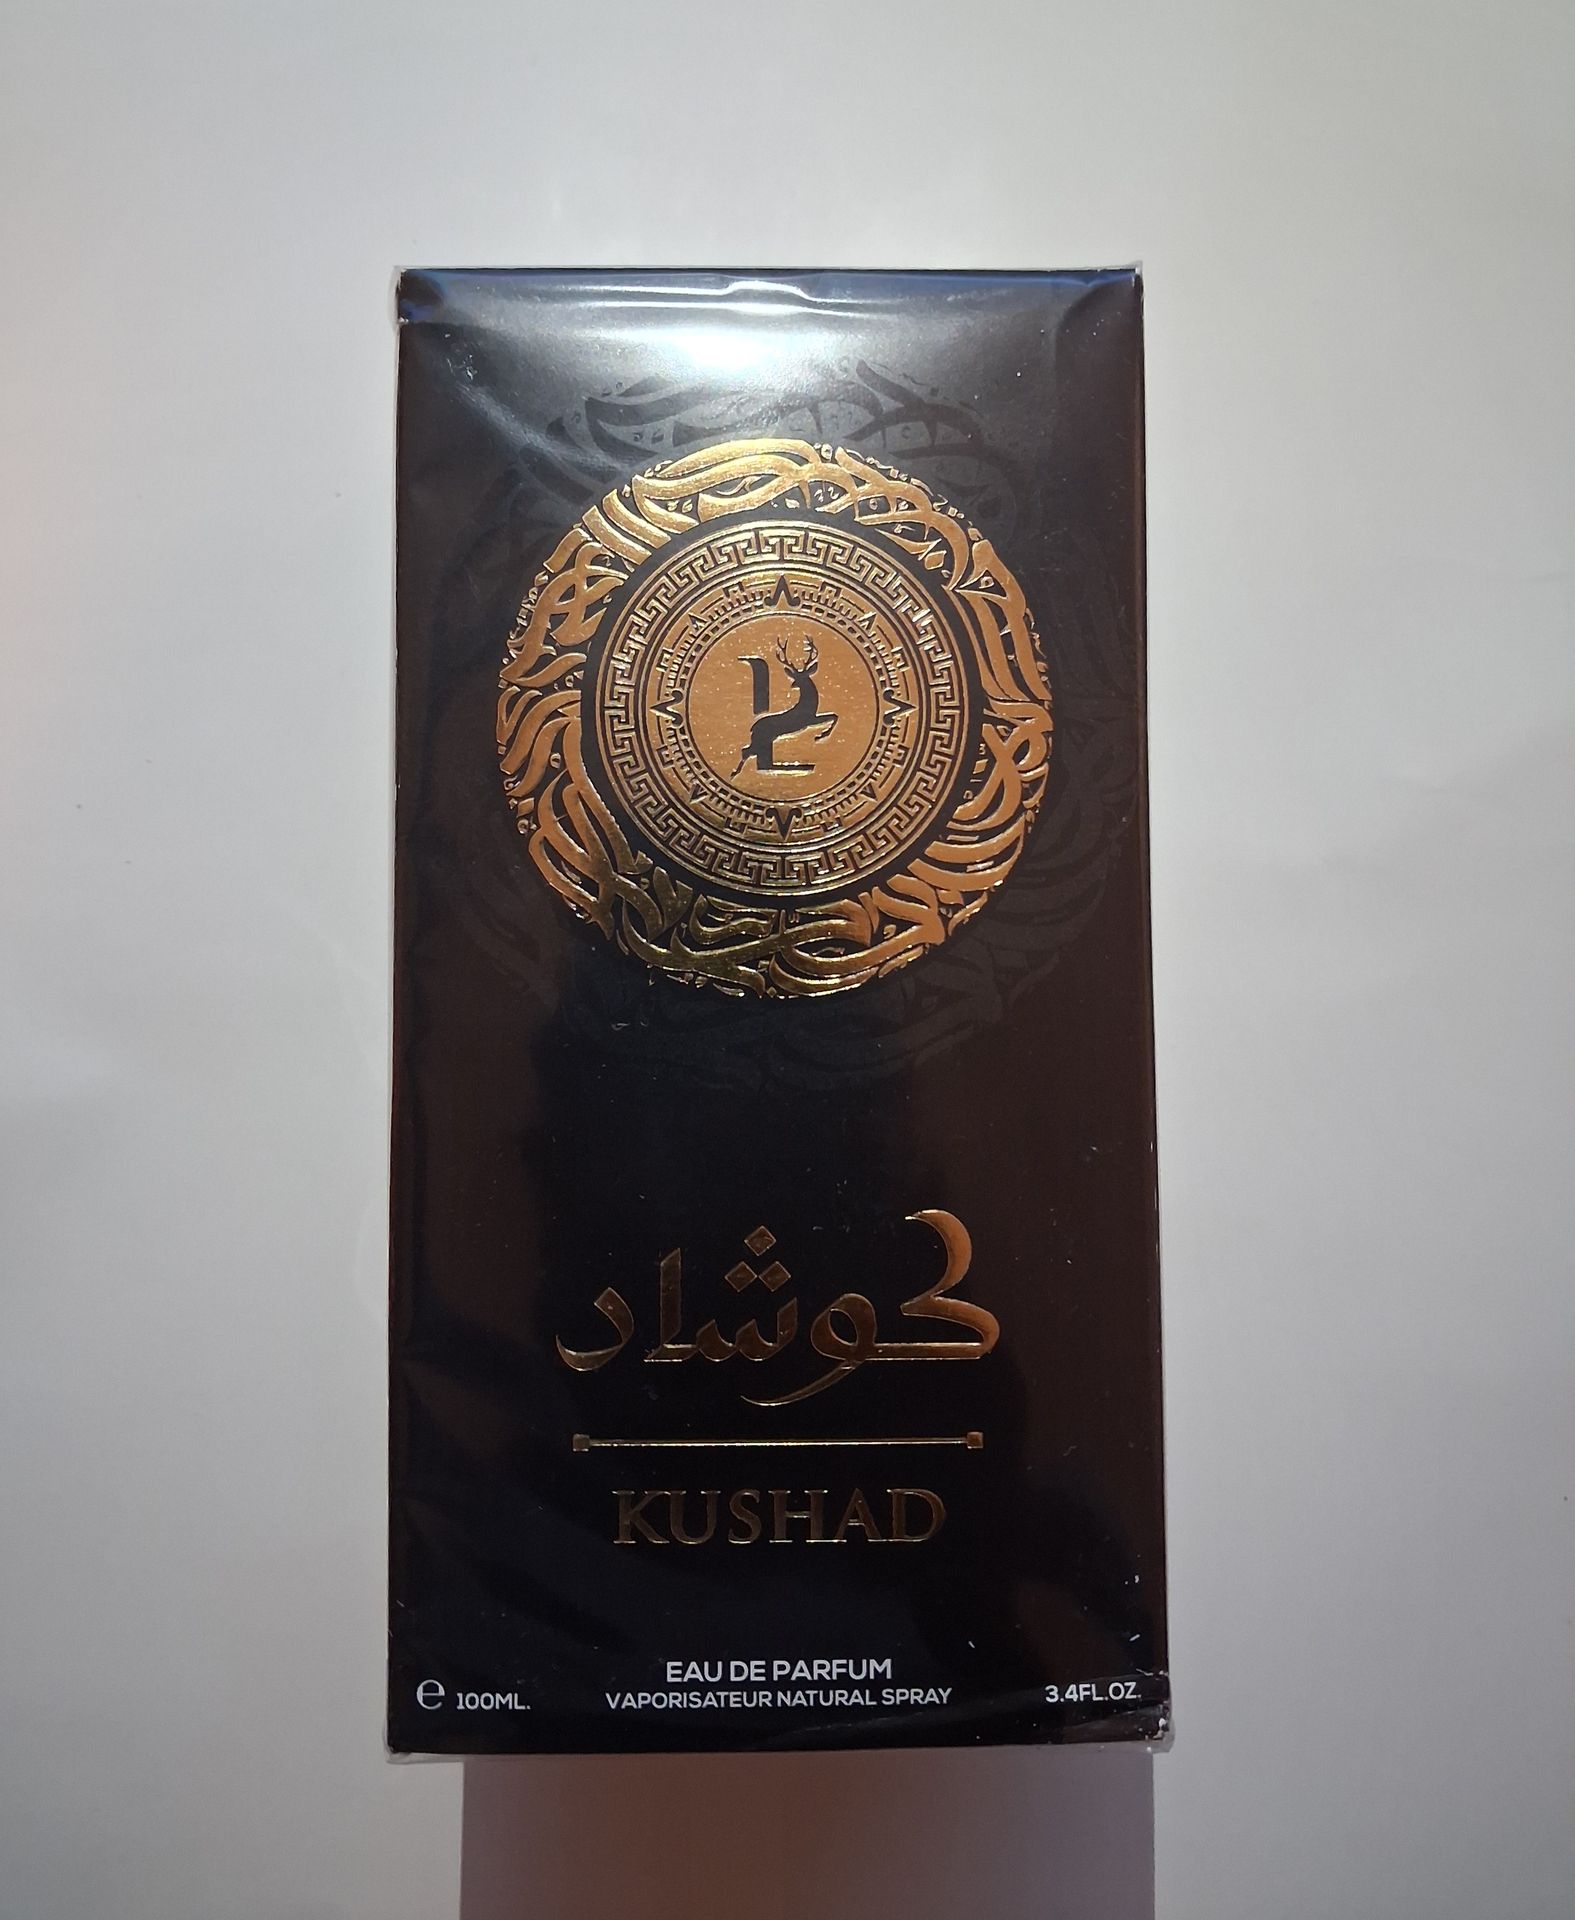 كوشاد
KUSHAD
EAU DE PARFUM
℮ 100ML. VAPORISATEUR NATURAL SPRAY 3.4FL.OZ.